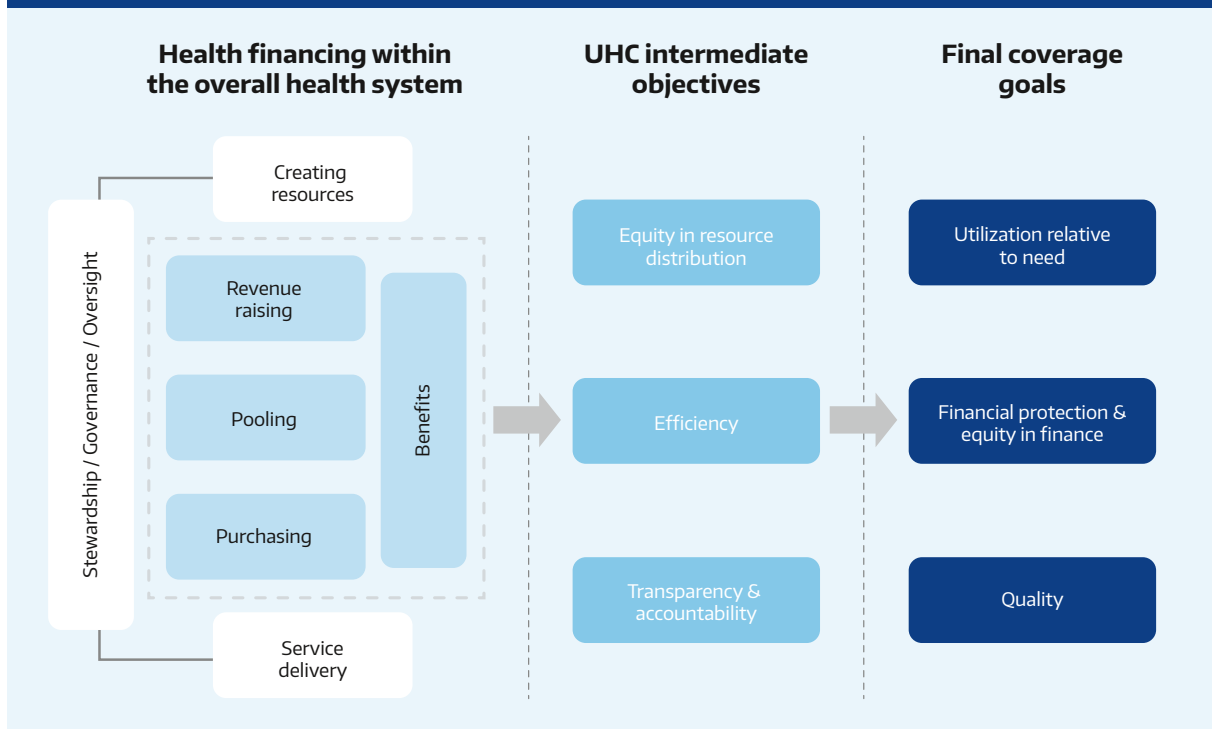 Health financing within
the overall health system
UHC intermediate
objectives
Final coverage
goals
Stewardship / Governance / Oversight
Creating
resources
Revenue
raising
Pooling
Purchasing
Benefits
Service
delivery
Equity in resource
distribution
Efficiency
Transparency &
accountability
Utilization relative
to need
Financial protection &
equity in finance
Quality